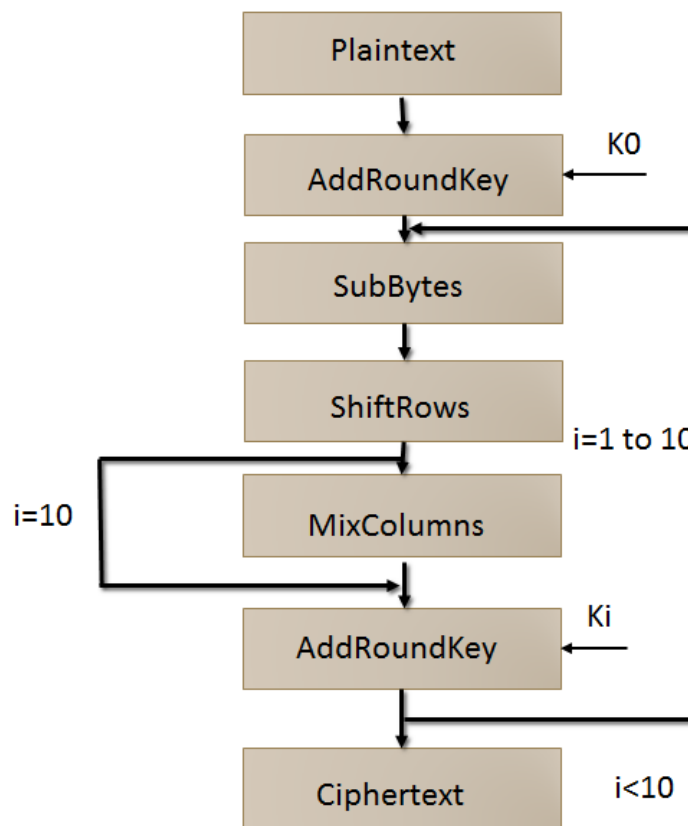 Plaintext
K0
AddRoundKey
SubBytes
ShiftRows
i=1 to 10
i=10
MixColumns
Ki
AddRoundKey
Ciphertext
i<10